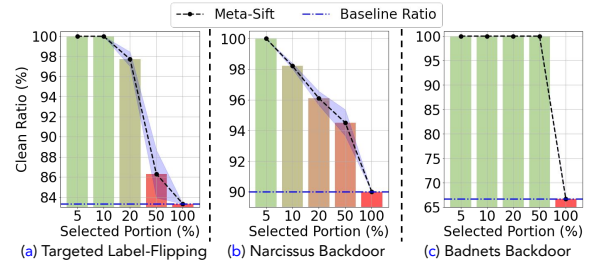 Meta-Sift Baseline Ratio
Clean Ratio (%)
100
98
96
94
92
90
88
86
84
5 10 20 50 100
Selected Portion (%)
(a) Targeted Label-Flipping
100
98
96
94
92
90
5 10 20 50 100
Selected Portion (%)
(b) Narcissus Backdoor
100
95
90
85
80
75
70
65
5 10 20 50 100
Selected Portion (%)
(c) Badnets Backdoor